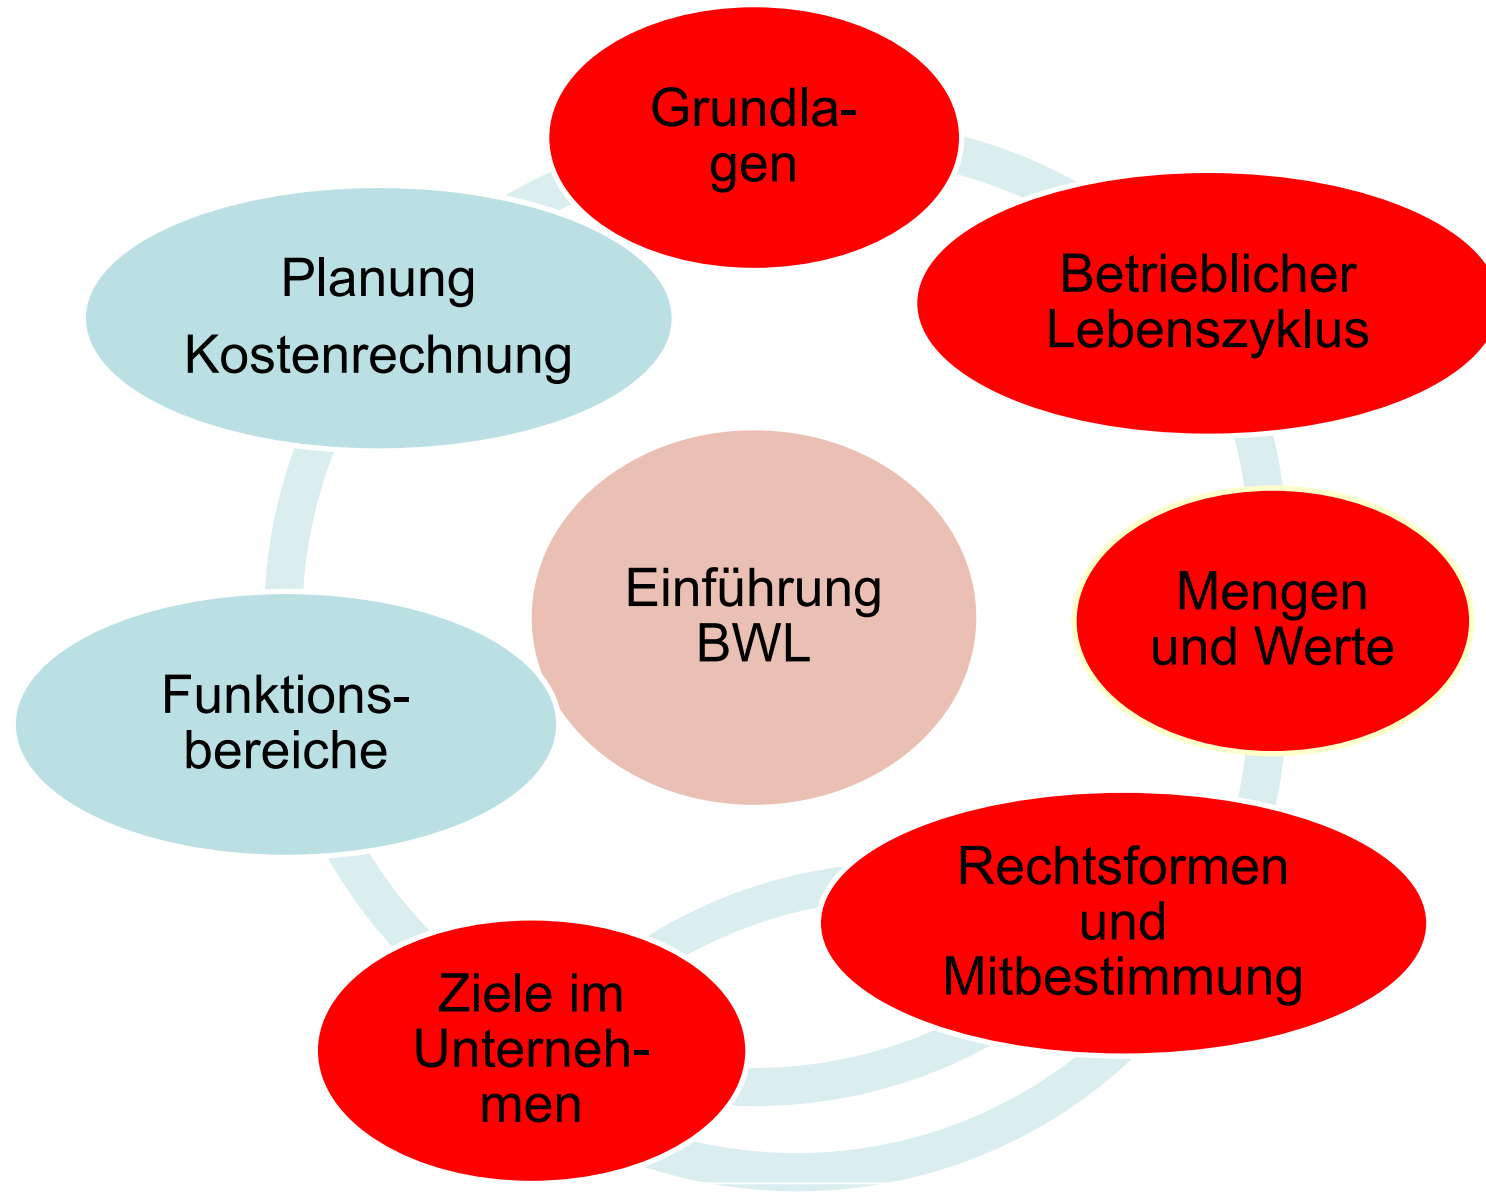 Grundla-
gen
Betrieblicher
Lebenszyklus
Mengen
und Werte
Rechtsformen
und
Mitbestimmung
Ziele im
Unterneh-
men
Funktions-
bereiche
Planung
Kostenrechnung
Einführung
BWL